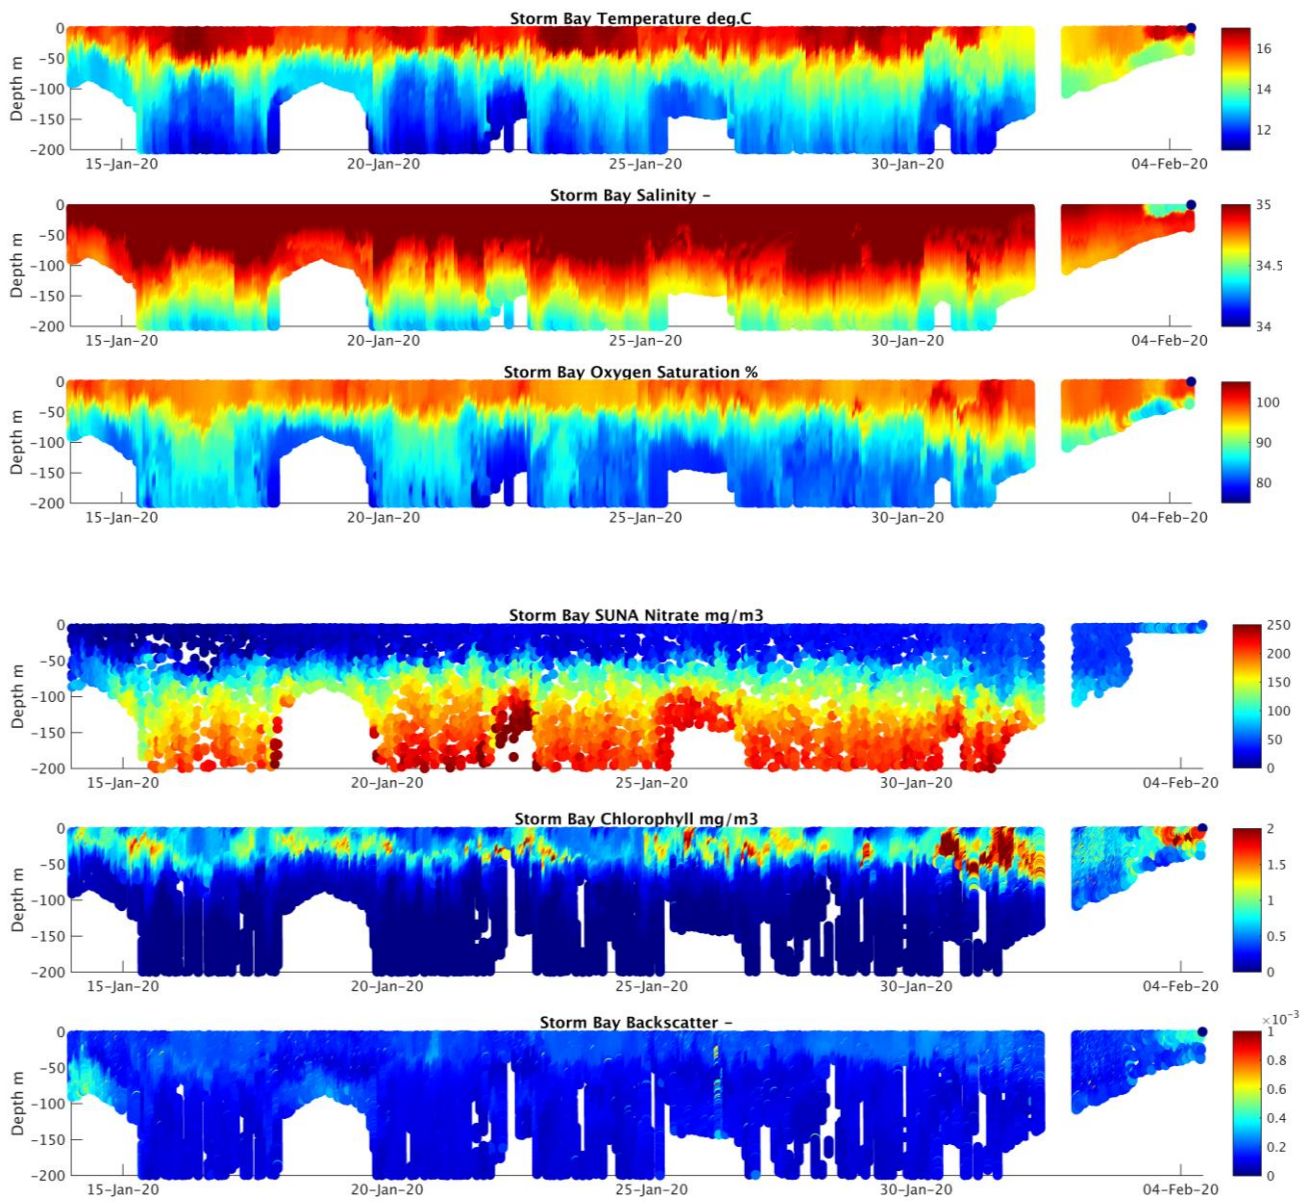 Storm Bay Temperature deg.C
0
−50
−100
−150
−200
Depth m
15–Jan–20
20–Jan–20
25–Jan–20
30–Jan–20
04–Feb–20
16
14
12
Storm Bay Salinity –
0
−50
−100
−150
−200
Depth m
15–Jan–20
20–Jan–20
25–Jan–20
30–Jan–20
04–Feb–20
35
34.5
34
Storm Bay Oxygen Saturation %
0
−50
−100
−150
−200
Depth m
15–Jan–20
20–Jan–20
25–Jan–20
30–Jan–20
04–Feb–20
100
90
80
Storm Bay SUNA Nitrate mg/m3
0
−50
−100
−150
−200
Depth m
15–Jan–20
20–Jan–20
25–Jan–20
30–Jan–20
04–Feb–20
250
200
150
100
50
0
Storm Bay Chlorophyll mg/m3
0
−50
−100
−150
−200
Depth m
15–Jan–20
20–Jan–20
25–Jan–20
30–Jan–20
04–Feb–20
2
1.5
1
0.5
0
Storm Bay Backscatter –
0
−50
−100
−150
−200
Depth m
15–Jan–20
20–Jan–20
25–Jan–20
30–Jan–20
04–Feb–20
×10⁻³
1
0.8
0.6
0.4
0.2
0